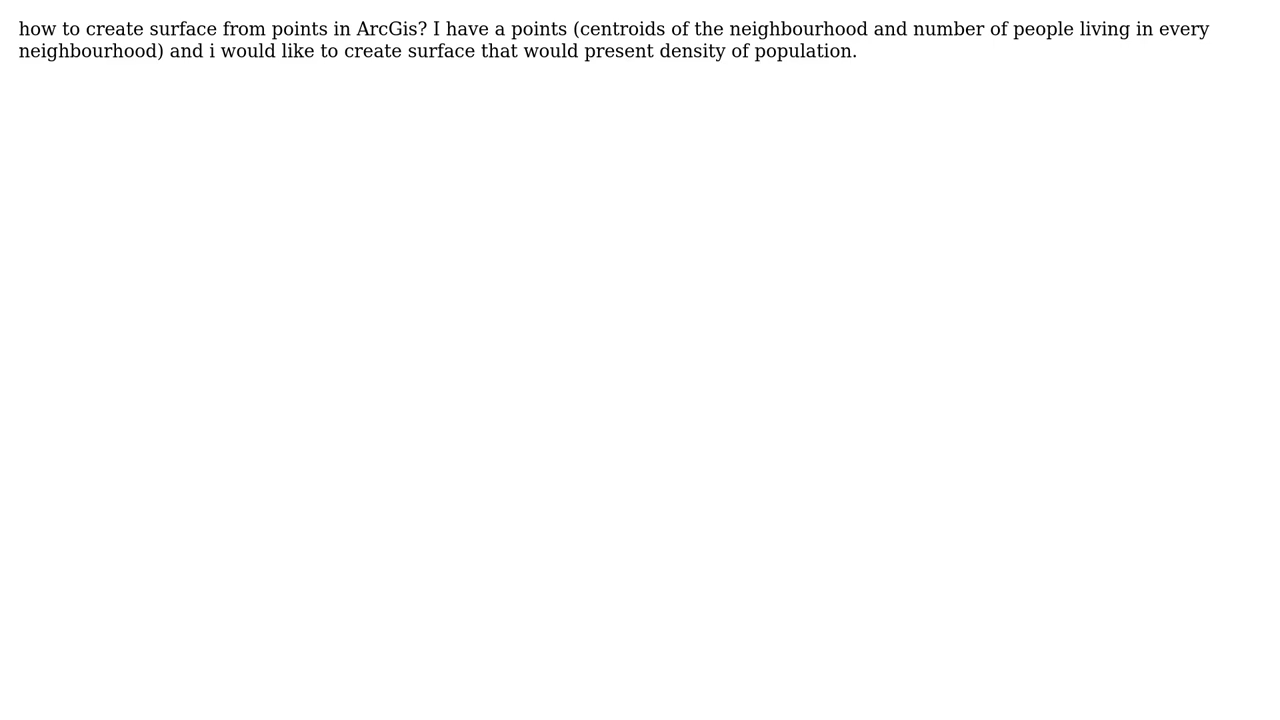 how to create surface from points in ArcGis? I have a points (centroids of the neighbourhood and number of people living in every
neighbourhood) and i would like to create surface that would present density of population.